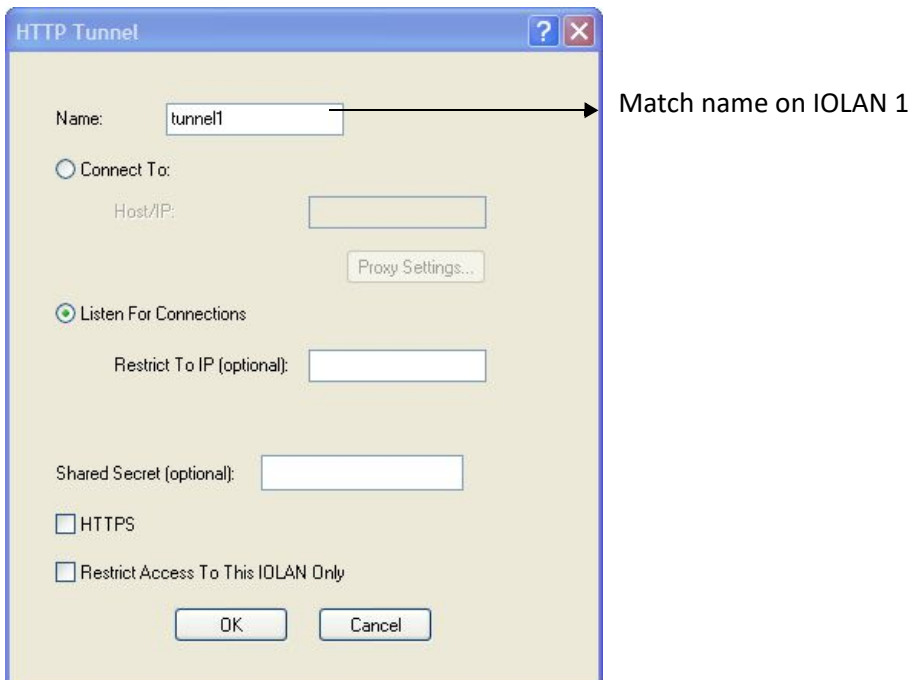 HTTP Tunnel
Match name on IOLAN 1
Name: tunnel1
Connect To:
Host/IP:
Proxy Settings...
Listen For Connections
Restrict To IP (optional):
Shared Secret (optional):
HTTPS
Restrict Access To This IOLAN Only
OK Cancel